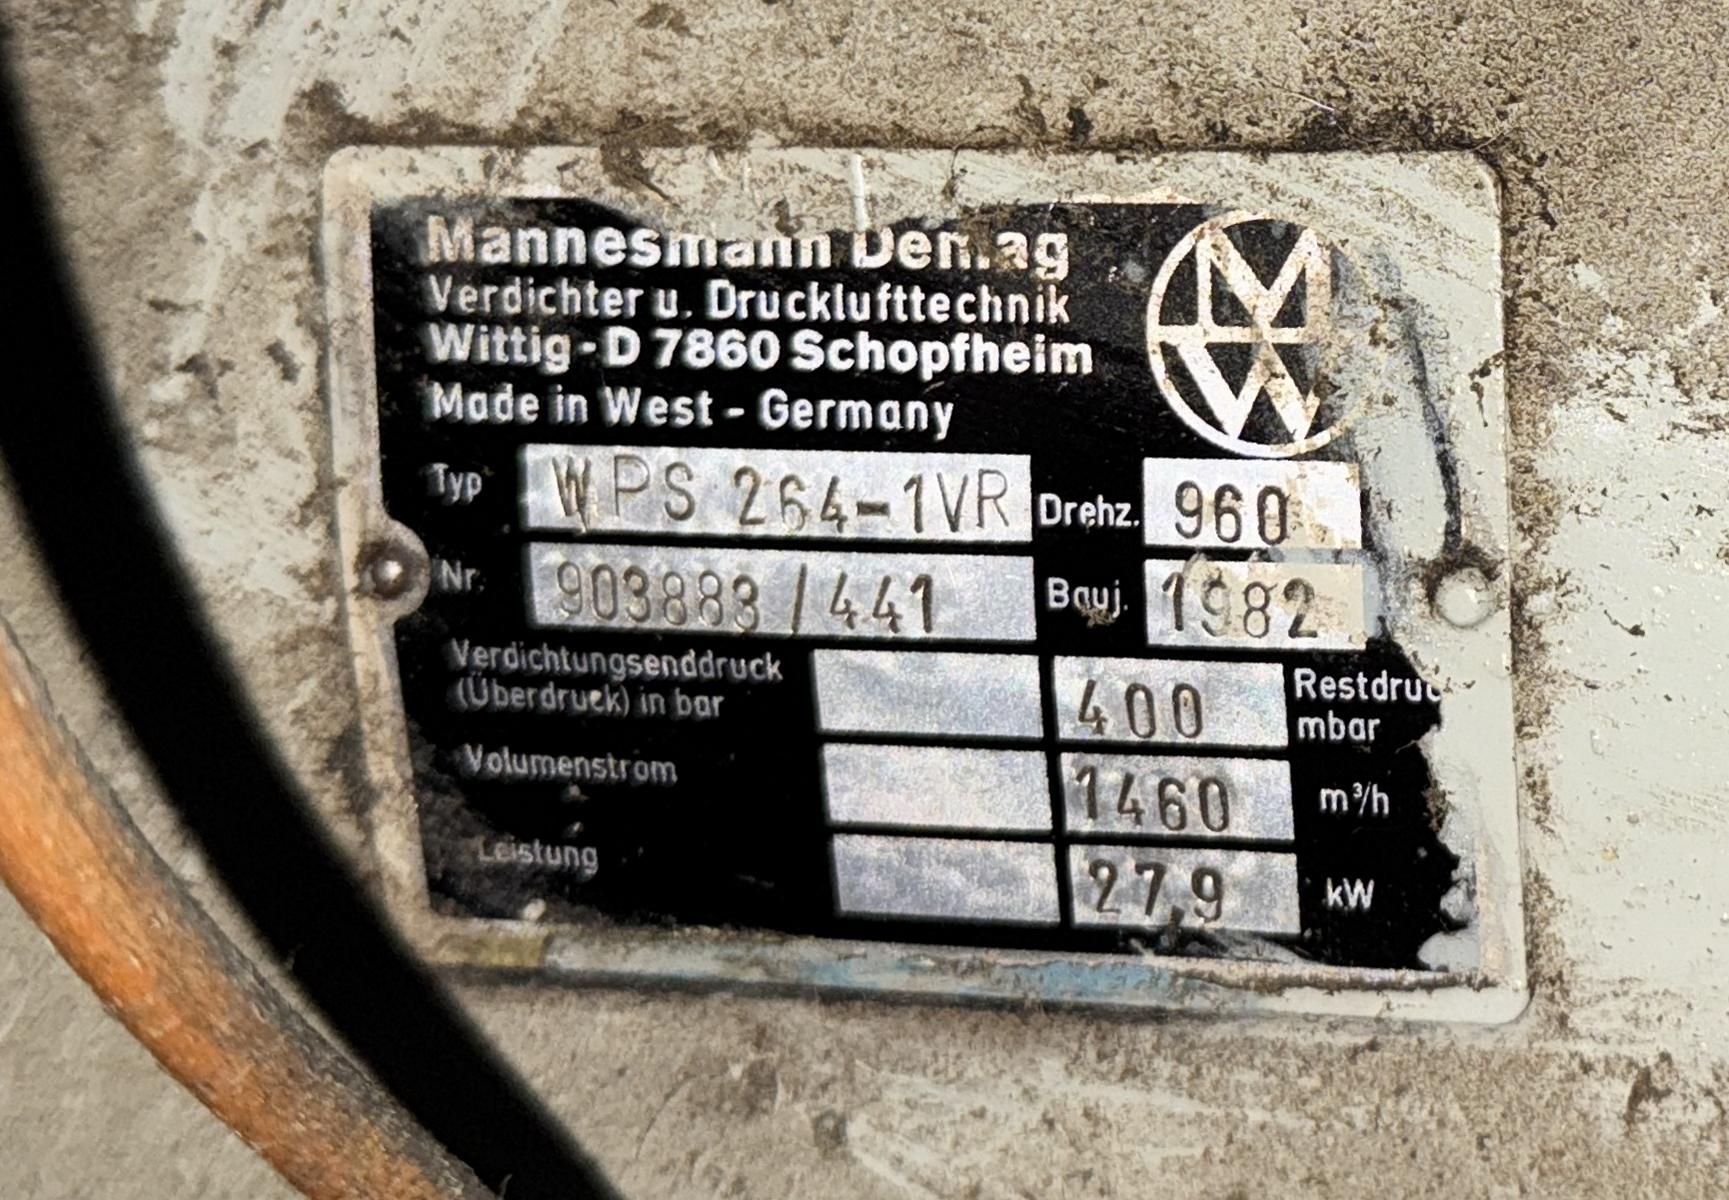 Mannesmann Demag
Verdichter u. Drucklufttechnik
Wittig - D 7860 Schopfheim
Made in West - Germany
Typ WPS 264-1VR Drehz. 960
Nr. 903883/441 Bauj. 1982
Verdichtungsenddruck
(Überdruck) in bar 400 Restdruc
mbar
Volumenstrom 1460 m³/h
Leistung 27,9 kW